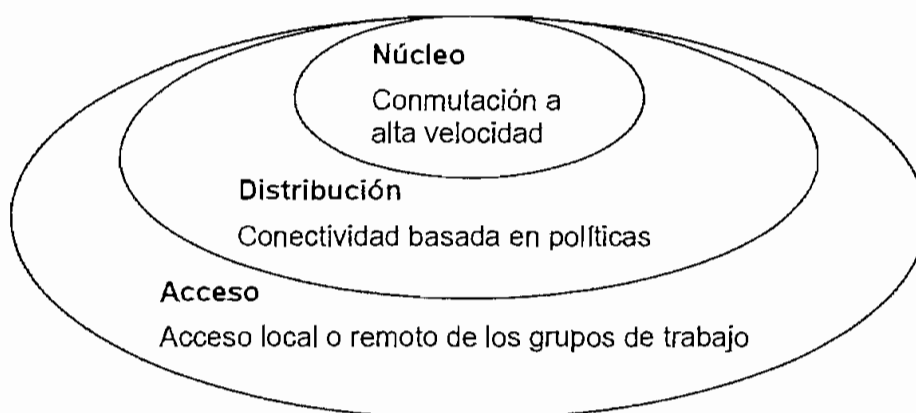 Núcleo
Conmutación a
alta velocidad
Distribución
Conectividad basada en políticas
Acceso
Acceso local o remoto de los grupos de trabajo